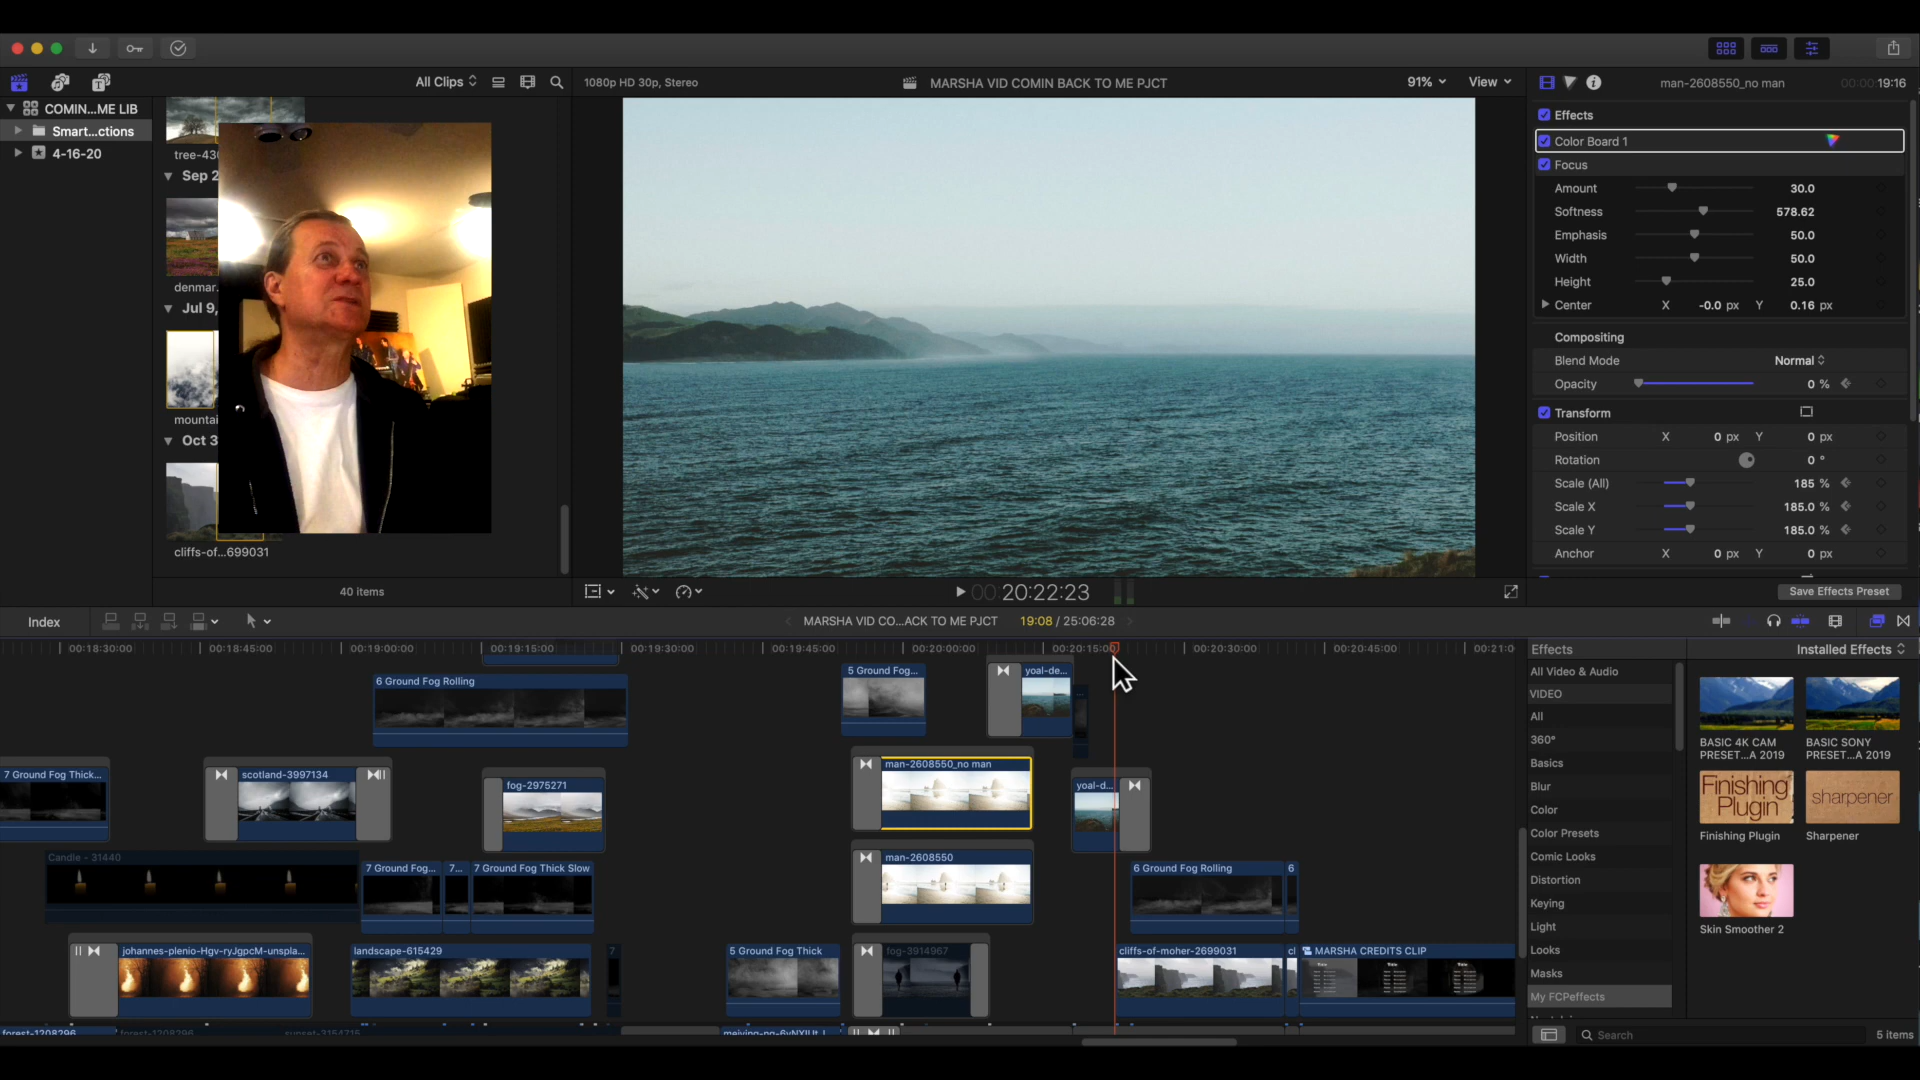 All Clips
1080p HD 30p, Stereo
MARSHA VID COMIN BACK TO ME PJCT
91%
View
man-2608550_no man
00:00:19:16
COMIN...ME LIB
Smart...ctions
4-16-20
tree-430
Sep 2
denmar.
Jul 9,
mountai
Oct 3
cliffs-of...699031
40 items
Effects
Color Board 1
Focus
Amount 30.0
Softness 578.62
Emphasis 50.0
Width 50.0
Height 25.0
Center X -0.0 px Y 0.16 px
Compositing
Blend Mode Normal
Opacity 0 %
Transform
Position X 0 px Y 0 px
Rotation 0 °
Scale (All) 185 %
Scale X 185.0 %
Scale Y 185.0 %
Anchor X 0 px Y 0 px
00:20:22:23
Save Effects Preset
Index
MARSHA VID CO...ACK TO ME PJCT
19:08 / 25:06:28
00:18:30:00 00:18:45:00 00:19:00:00 00:19:15:00 00:19:30:00 00:19:45:00 00:20:00:00 00:20:15:00 00:20:30:00 00:20:45:00 00:21:0
6 Ground Fog Rolling
5 Ground Fog...
yoal-de...
7 Ground Fog Thick...
scotland-3997134
fog-2975271
man-2608550_no man
yoal-d...
Candle - 31440
7 Ground Fog...
7...
7 Ground Fog Thick Slow
man-2608550
6 Ground Fog Rolling
6
johannes-plenio-Hgv-ryJgpcM-unspla...
landscape-615429
7
5 Ground Fog Thick
fog-3914967
cliffs-of-moher-2699031
cl
MARSHA CREDITS CLIP
Title
Title
Title
forest-1208296
forest-1208296
sunset-3154715
Effects
Installed Effects
All Video & Audio
VIDEO
All
360°
Basics
Blur
Color
Color Presets
Comic Looks
Distortion
Keying
Light
Looks
Masks
My FCPeffects
BASIC 4K CAM
PRESET...A 2019
BASIC SONY
PRESET...A 2019
Finishing
Plugin
Finishing Plugin
sharpener
Sharpener
Skin Smoother 2
Search
5 items